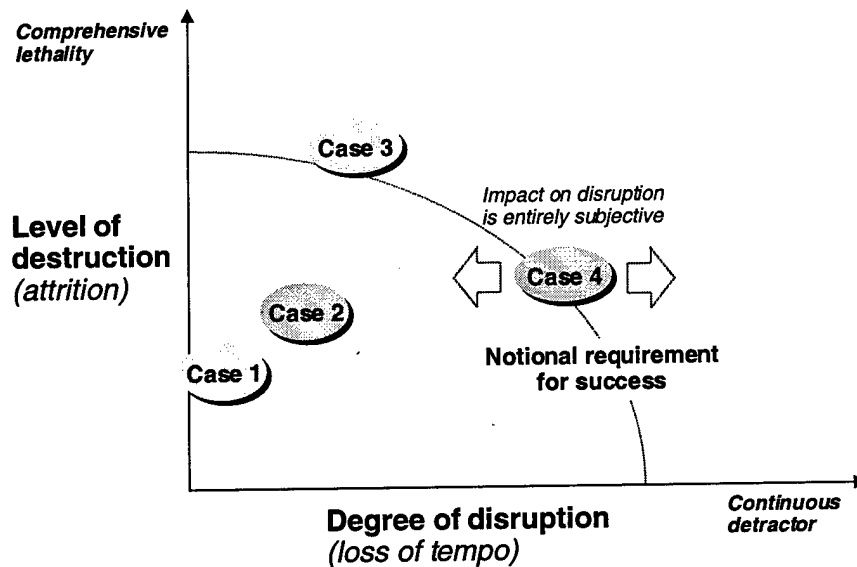 Comprehensive
lethality
Case 3
Impact on disruption
is entirely subjective
Level of
destruction
(attrition)
Case 4
Case 2
Notional requirement
for success
Case 1
Continuous
detractor
Degree of disruption
(loss of tempo)